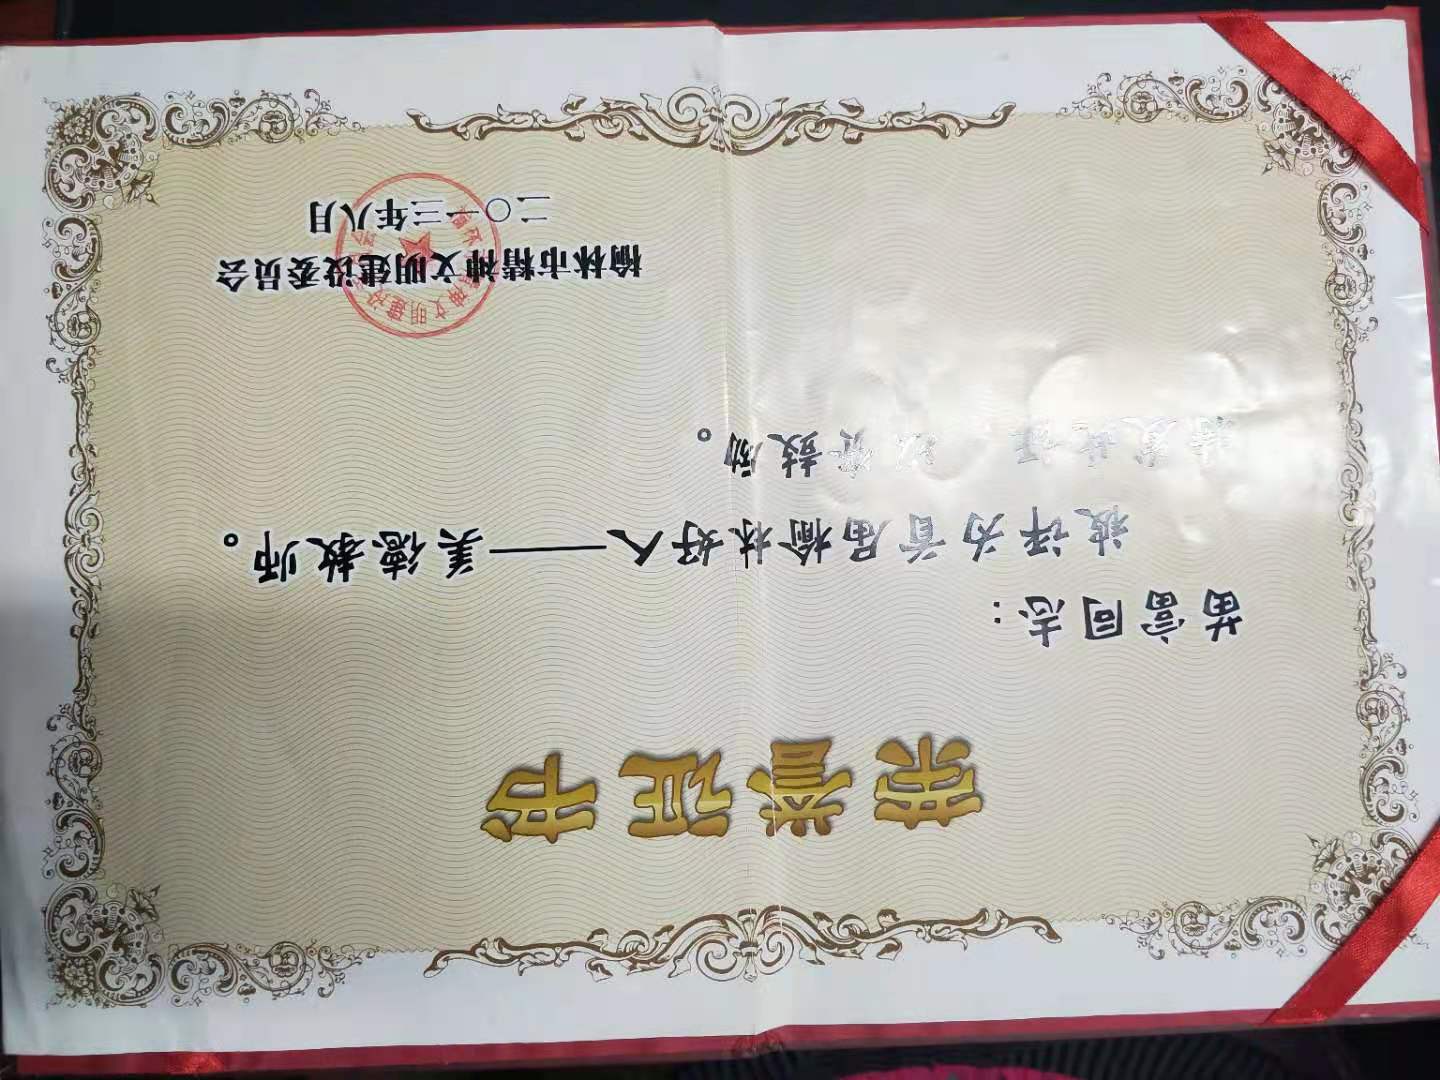 荣誉证书
苗富同志：
被评为首届榆林好人——美德教师。
特发此证，以资鼓励。
榆林市精神文明建设委员会
二〇一三年八月